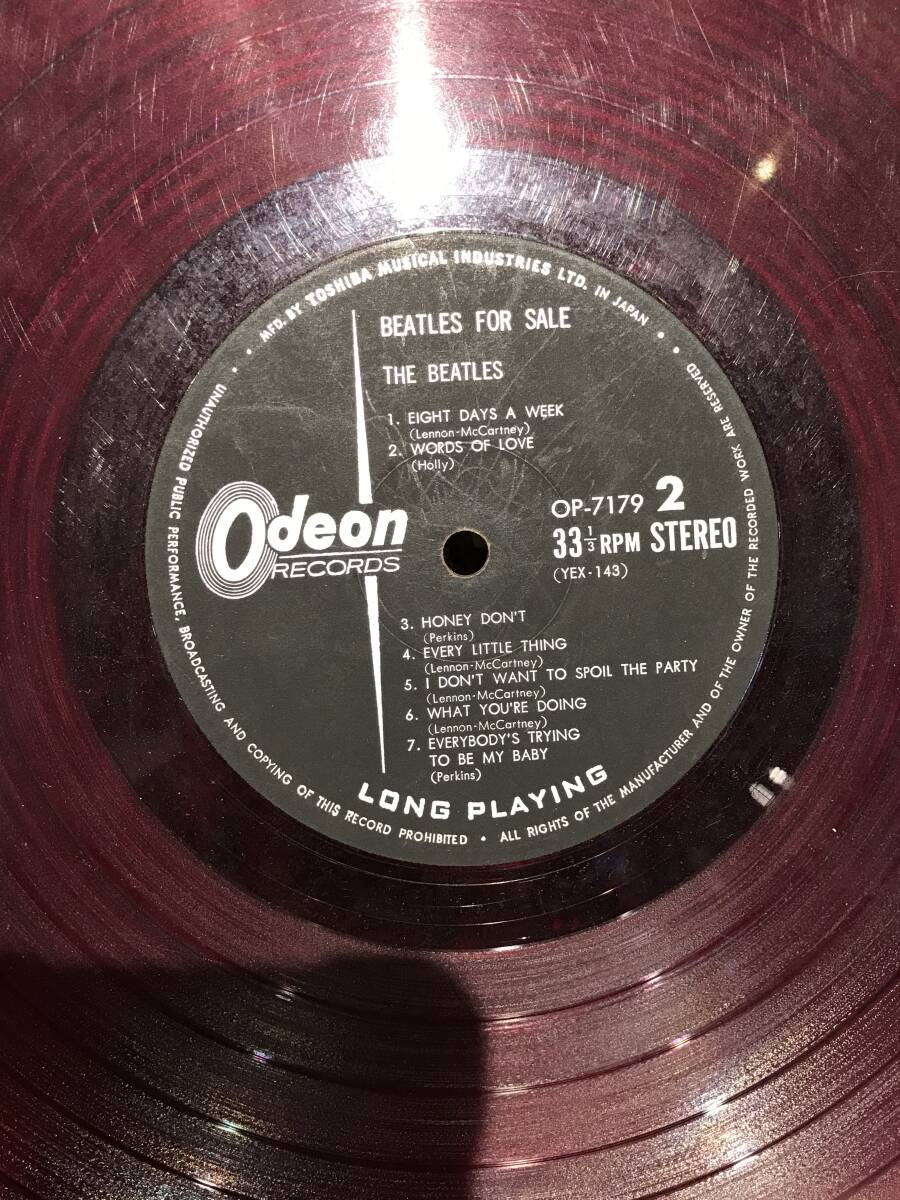 MFD. BY TOSHIBA MUSICAL INDUSTRIES LTD. IN JAPAN
BEATLES FOR SALE
THE BEATLES
1. EIGHT DAYS A WEEK
(Lennon-McCartney)
2. WORDS OF LOVE
(Holly)
Odeon
RECORDS
OP-7179 2
33 1/3 RPM STEREO
(YEX-143)
3. HONEY DON'T
(Perkins)
4. EVERY LITTLE THING
(Lennon-McCartney)
5. I DON'T WANT TO SPOIL THE PARTY
(Lennon-McCartney)
6. WHAT YOU'RE DOING
(Lennon-McCartney)
7. EVERYBODY'S TRYING
TO BE MY BABY
(Perkins)
LONG PLAYING
UNAUTHORIZED PUBLIC PERFORMANCE, BROADCASTING AND COPYING OF THIS RECORD PROHIBITED • ALL RIGHTS OF THE MANUFACTURER AND OF THE OWNER OF THE RECORDED WORK ARE RESERVED